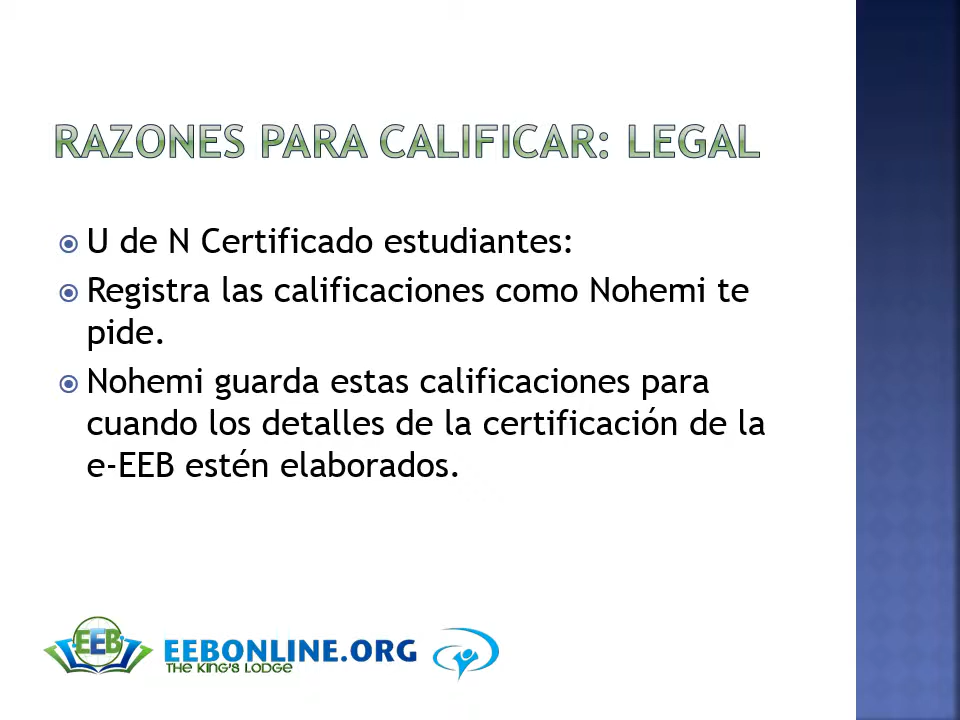 RAZONES PARA CALIFICAR: LEGAL
U de N Certificado estudiantes:
Registra las calificaciones como Nohemi te
pide.
Nohemi guarda estas calificaciones para
cuando los detalles de la certificación de la
e-EEB estén elaborados.
EEB EEBONLINE.ORG
THE KING'S LODGE